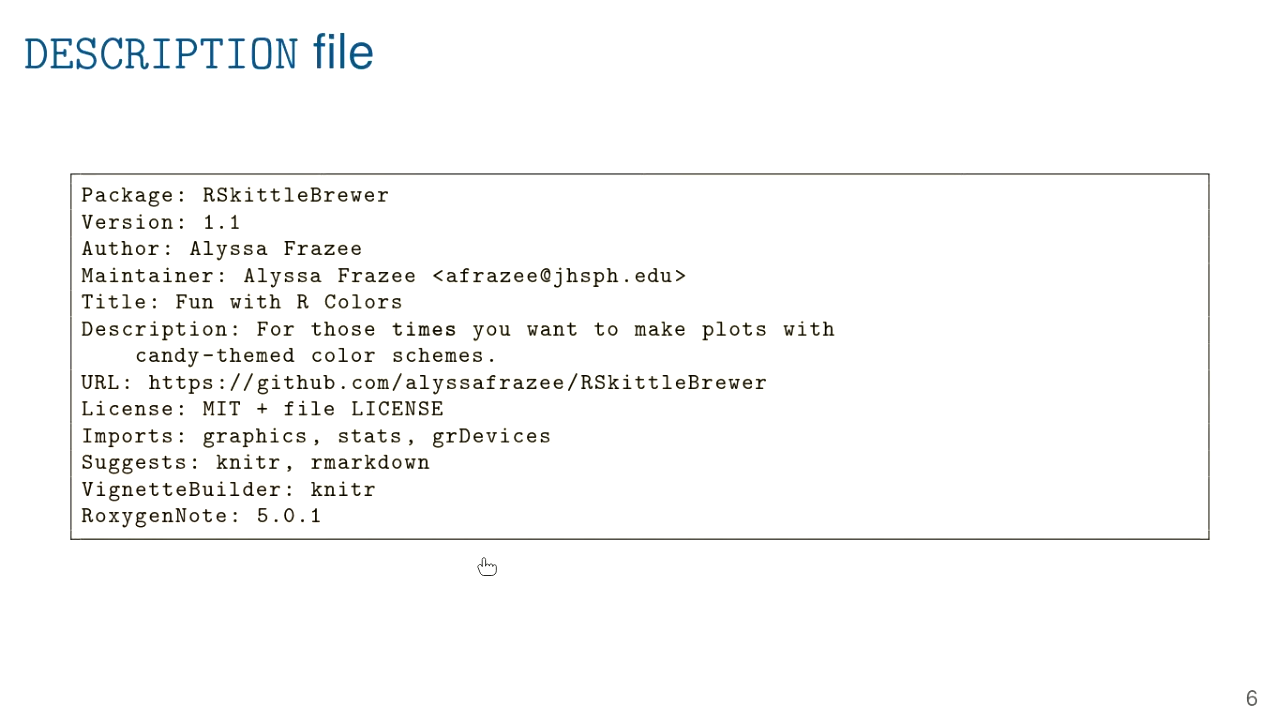 DESCRIPTION file
Package: RSkittleBrewer
Version: 1.1
Author: Alyssa Frazee
Maintainer: Alyssa Frazee <afrazee@jhsph.edu>
Title: Fun with R Colors
Description: For those times you want to make plots with
    candy-themed color schemes.
URL: https://github.com/alyssafrazee/RSkittleBrewer
License: MIT + file LICENSE
Imports: graphics, stats, grDevices
Suggests: knitr, rmarkdown
VignetteBuilder: knitr
RoxygenNote: 5.0.1
6